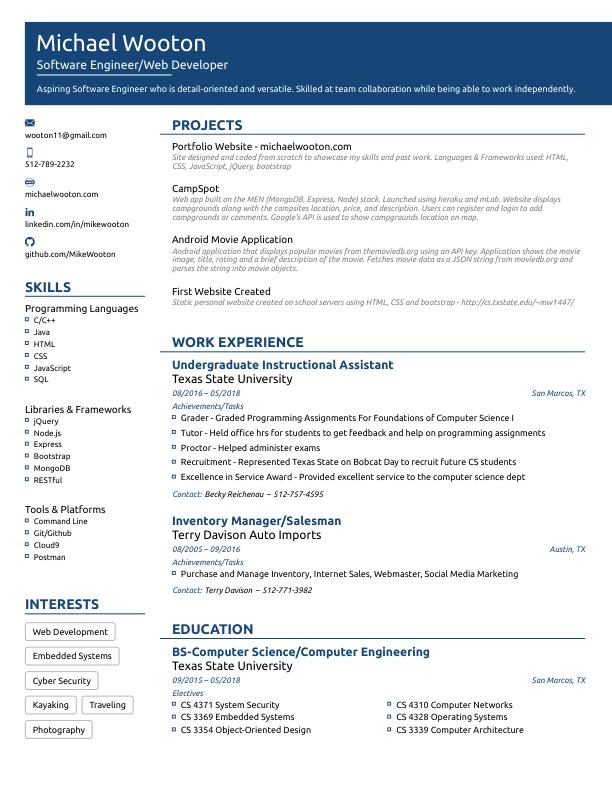 Michael Wooton
Software Engineer/Web Developer
Aspiring Software Engineer who is detail-oriented and versatile. Skilled at team collaboration while being able to work independently.
wooton11@gmail.com
512-789-2232
michaelwooton.com
linkedin.com/in/mikewooton
github.com/MikeWooton
SKILLS
Programming Languages
C/C++
Java
HTML
CSS
JavaScript
SQL
Libraries & Frameworks
jQuery
Node.js
Express
Bootstrap
MongoDB
RESTful
Tools & Platforms
Command Line
Git/Github
Cloud9
Postman
INTERESTS
Web Development
Embedded Systems
Cyber Security
Kayaking Traveling
Photography
PROJECTS
Portfolio Website - michaelwooton.com
Site designed and coded from scratch to showcase my skills and past work. Languages & Frameworks used: HTML,
CSS, JavaScript, jQuery, bootstrap
CampSpot
Web app built on the MEN (MongoDB, Express, Node) stack. Launched using heroku and mLab. Website displays
campgrounds along with the campsites location, price, and description. Users can register and login to add
campgrounds or comments. Google's API is used to show campgrounds location on map.
Android Movie Application
Android application that displays popular movies from themoviedb.org using an API key. Application shows the movie
image, title, rating and a brief description of the movie. Fetches movie data as a JSON string from moviedb.org and
parses the string into movie objects.
First Website Created
Static personal website created on school servers using HTML, CSS and bootstrap - http://cs.txstate.edu/~mw1447/
WORK EXPERIENCE
Undergraduate Instructional Assistant
Texas State University
08/2016 – 05/2018 San Marcos, TX
Achievements/Tasks
Grader - Graded Programming Assignments For Foundations of Computer Science I
Tutor - Held office hrs for students to get feedback and help on programming assignments
Proctor - Helped administer exams
Recruitment - Represented Texas State on Bobcat Day to recruit future CS students
Excellence in Service Award - Provided excellent service to the computer science dept
Contact: Becky Reichenau – 512-757-4595
Inventory Manager/Salesman
Terry Davison Auto Imports
08/2005 – 09/2016 Austin, TX
Achievements/Tasks
Purchase and Manage Inventory, Internet Sales, Webmaster, Social Media Marketing
Contact: Terry Davison – 512-771-3982
EDUCATION
BS-Computer Science/Computer Engineering
Texas State University
09/2015 – 05/2018 San Marcos, TX
Electives
CS 4371 System Security CS 4310 Computer Networks
CS 3369 Embedded Systems CS 4328 Operating Systems
CS 3354 Object-Oriented Design CS 3339 Computer Architecture